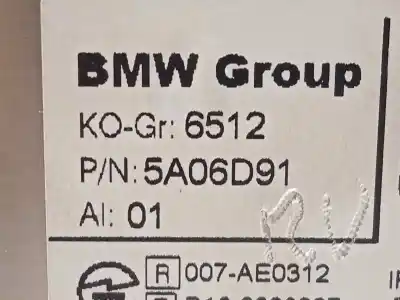 BMW Group
KO-Gr: 6512
P/N: 5A06D91
AI: 01
R 007-AE0312